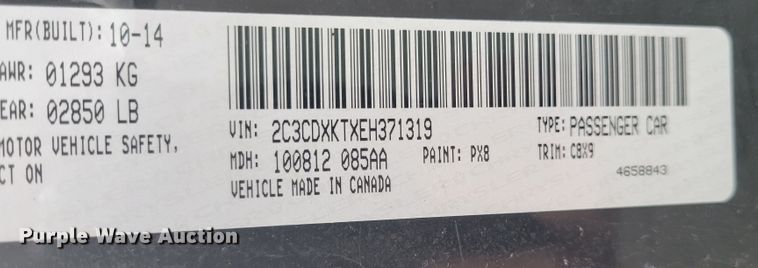 MFR(BUILT): 10-14
AWR: 01293 KG
EAR: 02850 LB
MOTOR VEHICLE SAFETY,
CT ON
VIN: 2C3CDXKTXEH371319 TYPE: PASSENGER CAR
MDH: 100812 085AA PAINT: PX8 TRIM: C8X9
VEHICLE MADE IN CANADA 4658843
Purple Wave Auction